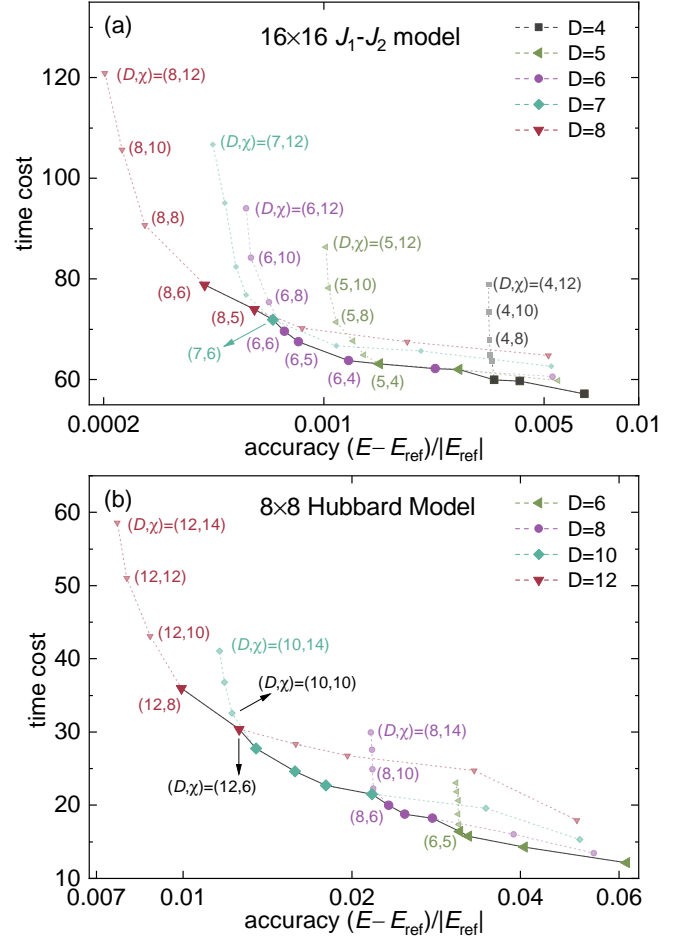 (a)
16×16 J1-J2 model
D=4
D=5
D=6
D=7
D=8
time cost
120
100
80
60
(D,χ)=(8,12)
(8,10)
(8,8)
(8,6)
(8,5)
(D,χ)=(7,12)
(7,6)
(D,χ)=(6,12)
(6,10)
(6,8)
(6,6)
(6,5)
(6,4)
(D,χ)=(5,12)
(5,10)
(5,8)
(5,4)
(D,χ)=(4,12)
(4,10)
(4,8)
0.0002
0.001
0.005
0.01
accuracy (E−Eref)/|Eref|
(b)
8×8 Hubbard Model
D=6
D=8
D=10
D=12
time cost
60
50
40
30
20
10
(D,χ)=(12,14)
(12,12)
(12,10)
(12,8)
(D,χ)=(10,14)
(D,χ)=(10,10)
(D,χ)=(12,6)
(D,χ)=(8,14)
(8,10)
(8,6)
(6,5)
0.007
0.01
0.02
0.04
0.06
accuracy (E−Eref)/|Eref|